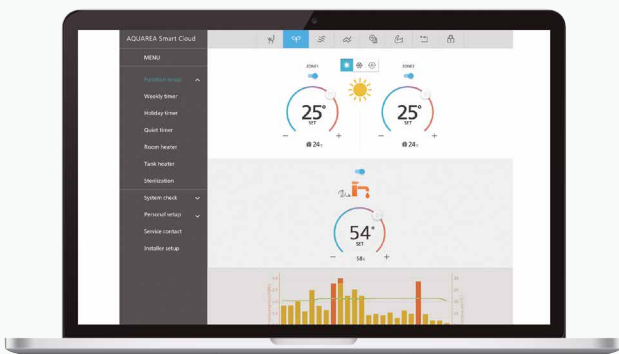 AQUAREA Smart Cloud
MENU
Function setup
Weekly timer
Holiday timer
Quiet timer
Room heater
Tank heater
Sterilization
System check
Personal setup
Service contact
Installer setup
ZONE1
ZONE2
25°
SET
- +
24
25°
SET
- +
24
54°
SET
- +
58